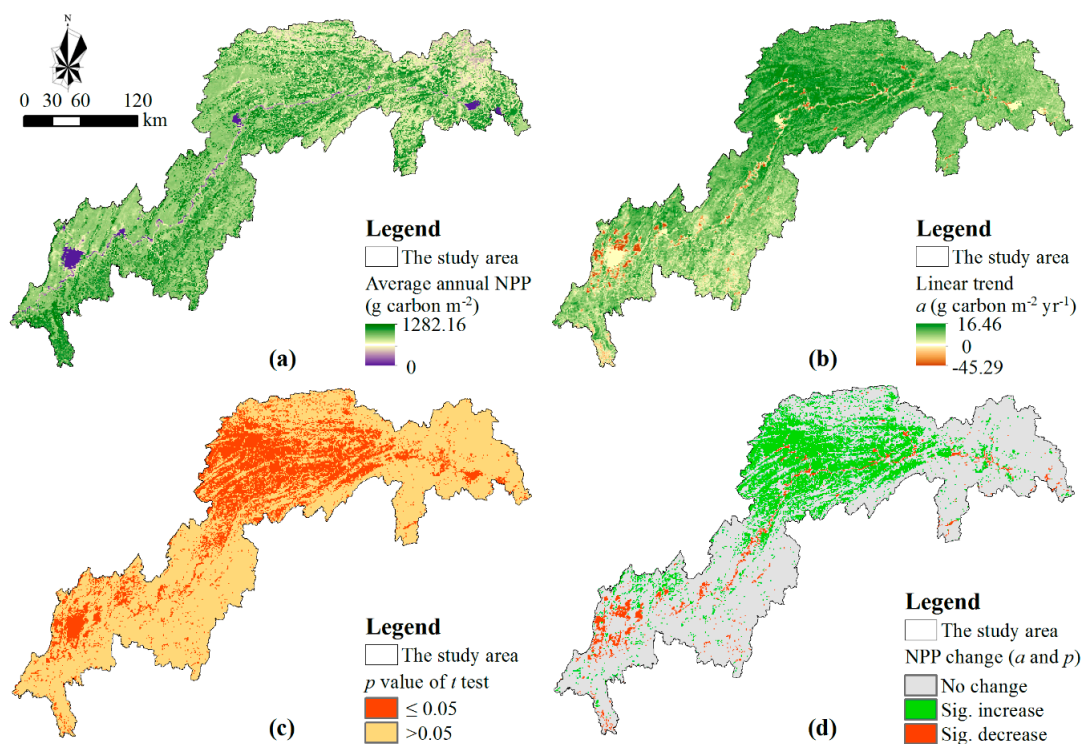 N
0 30 60 120
km
Legend
The study area
Average annual NPP
(g carbon m-2)
1282.16
0
(a)
Legend
The study area
Linear trend
a (g carbon m-2 yr-1)
16.46
0
-45.29
(b)
Legend
The study area
p value of t test
≤ 0.05
>0.05
(c)
Legend
The study area
NPP change (a and p)
No change
Sig. increase
Sig. decrease
(d)